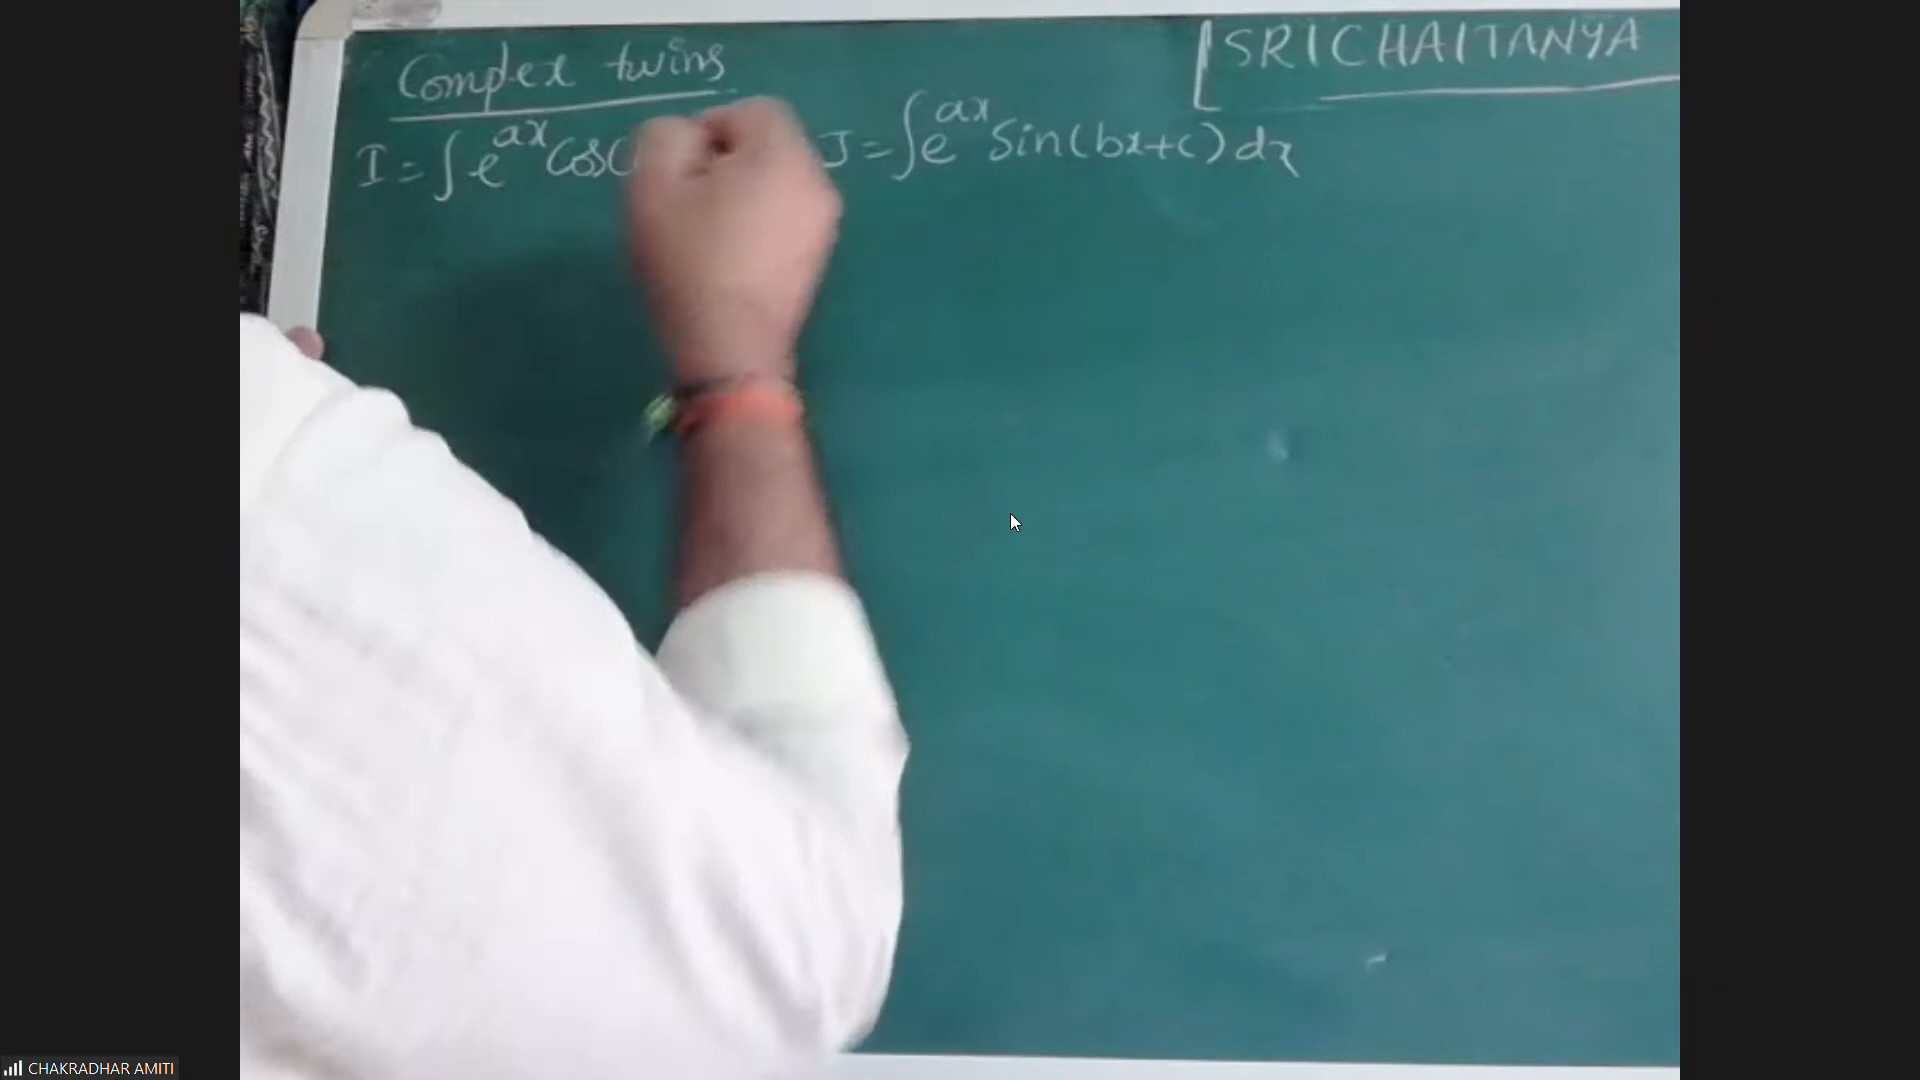 Complex twins
[SRICHAITANYA
I = ∫e^ax Cos( J = ∫e^ax Sin(bx+c) dx
CHAKRADHAR AMITI